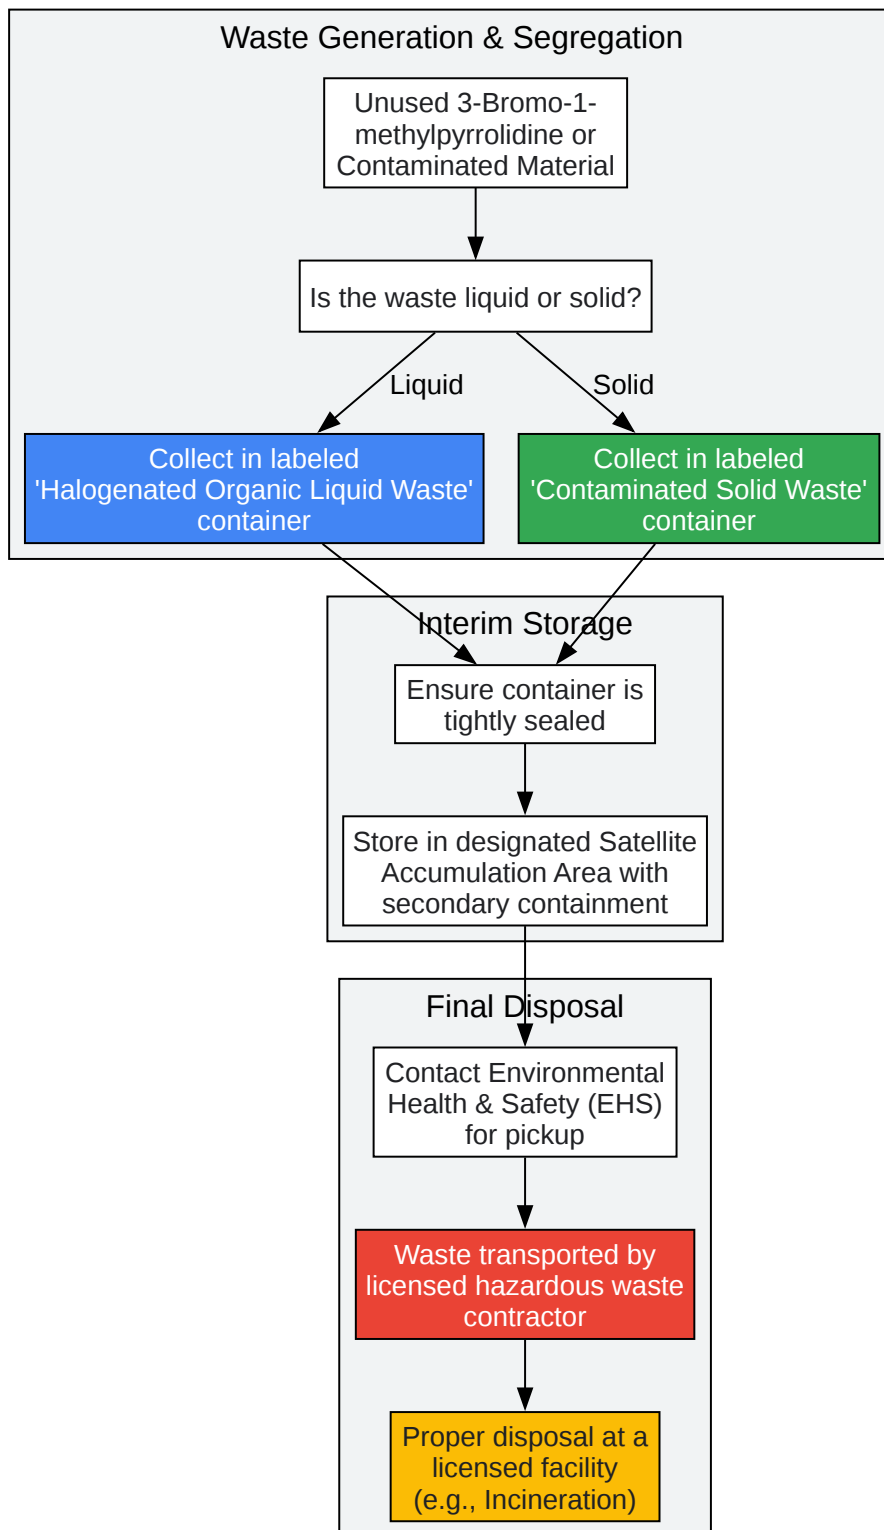 Waste Generation & Segregation
Unused 3-Bromo-1-
methylpyrrolidine or
Contaminated Material
Is the waste liquid or solid?
Liquid
Solid
Collect in labeled
'Halogenated Organic Liquid Waste'
container
Collect in labeled
'Contaminated Solid Waste'
container
Interim Storage
Ensure container is
tightly sealed
Store in designated Satellite
Accumulation Area with
secondary containment
Final Disposal
Contact Environmental
Health & Safety (EHS)
for pickup
Waste transported by
licensed hazardous waste
contractor
Proper disposal at a
licensed facility
(e.g., Incineration)